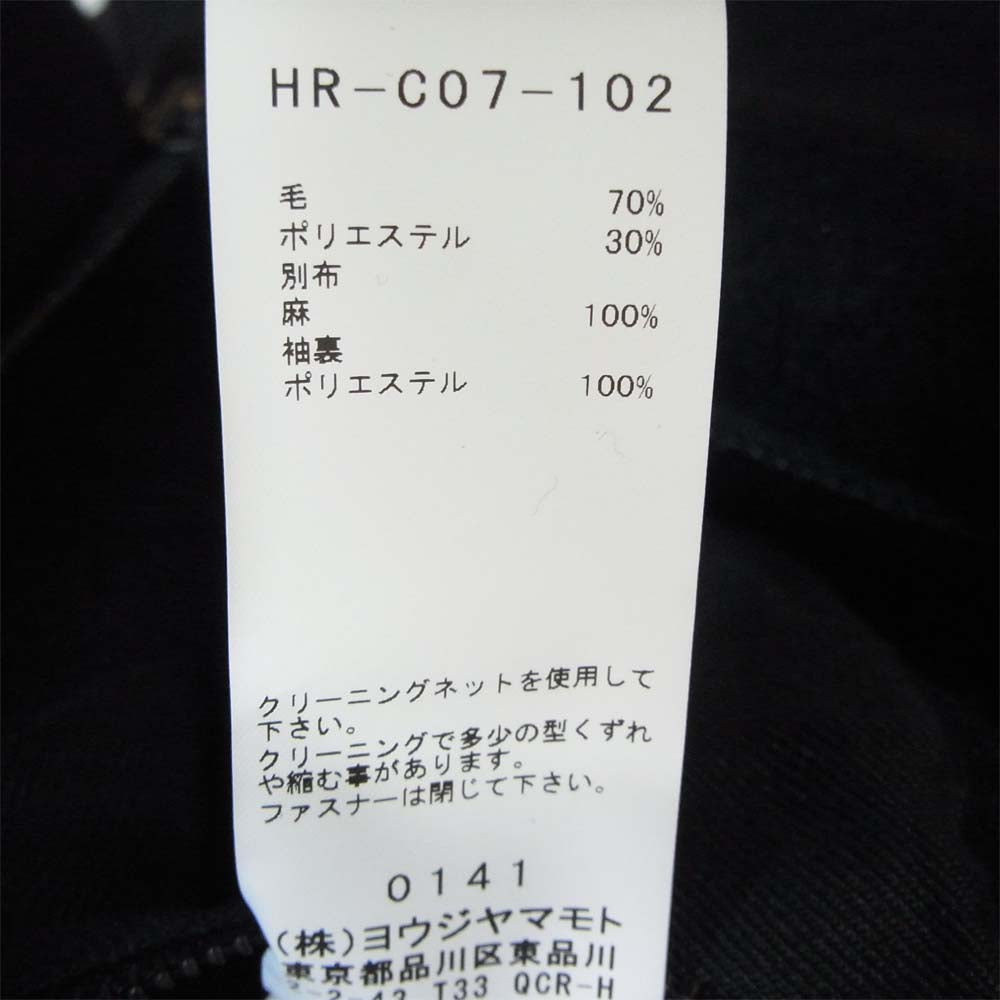 HR-C07-102
毛 70%
ポリエステル 30%
別布
麻 100%
袖裏
ポリエステル 100%
クリーニングネットを使用して
下さい。
クリーニングで多少の型くずれ
や縮む事があります。
ファスナーは閉じて下さい。
0141
(株)ヨウジヤマモト
東京都品川区東品川
2-2-43 T33 QCR-H